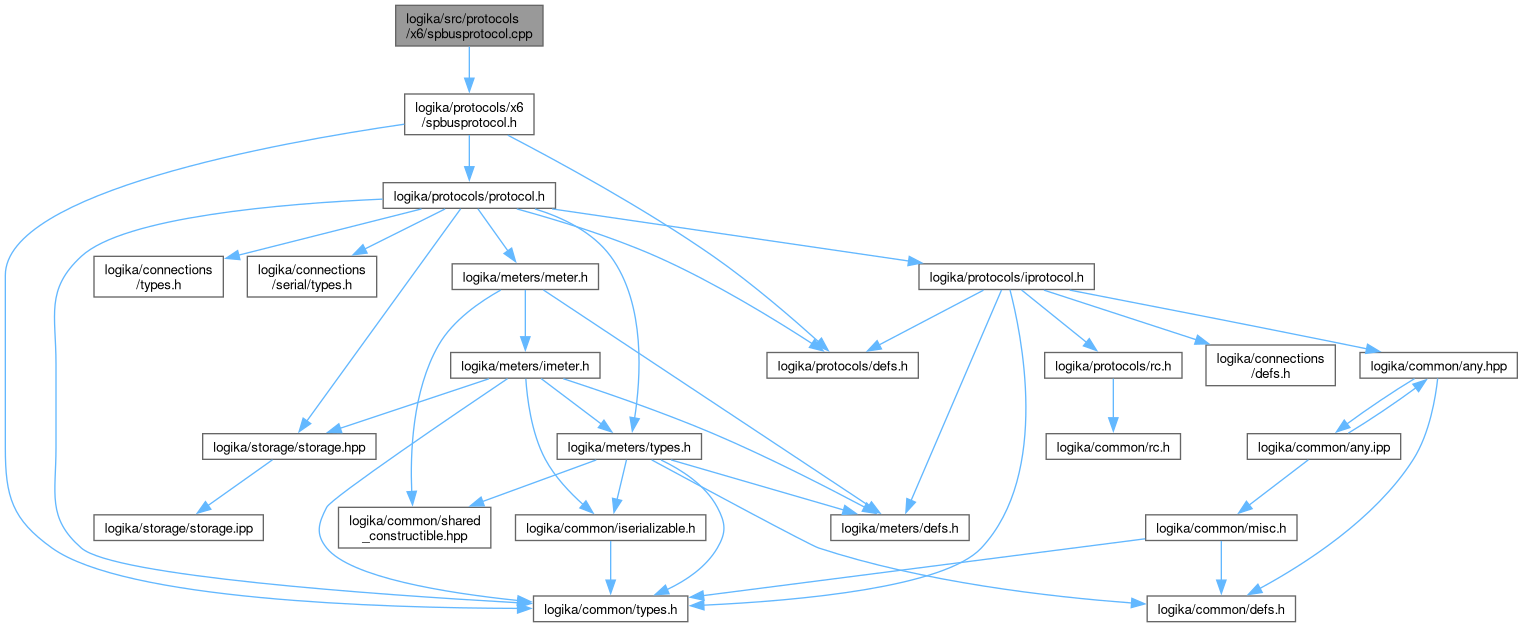 logika/src/protocols
/x6/spbusprotocol.cpp
logika/protocols/x6
/spbusprotocol.h
logika/protocols/protocol.h
logika/connections
/types.h
logika/connections
/serial/types.h
logika/meters/meter.h
logika/protocols/iprotocol.h
logika/meters/imeter.h
logika/protocols/defs.h
logika/protocols/rc.h
logika/connections
/defs.h
logika/common/any.hpp
logika/storage/storage.hpp
logika/meters/types.h
logika/common/rc.h
logika/common/any.ipp
logika/storage/storage.ipp
logika/common/shared
_constructible.hpp
logika/common/iserializable.h
logika/meters/defs.h
logika/common/misc.h
logika/common/types.h
logika/common/defs.h